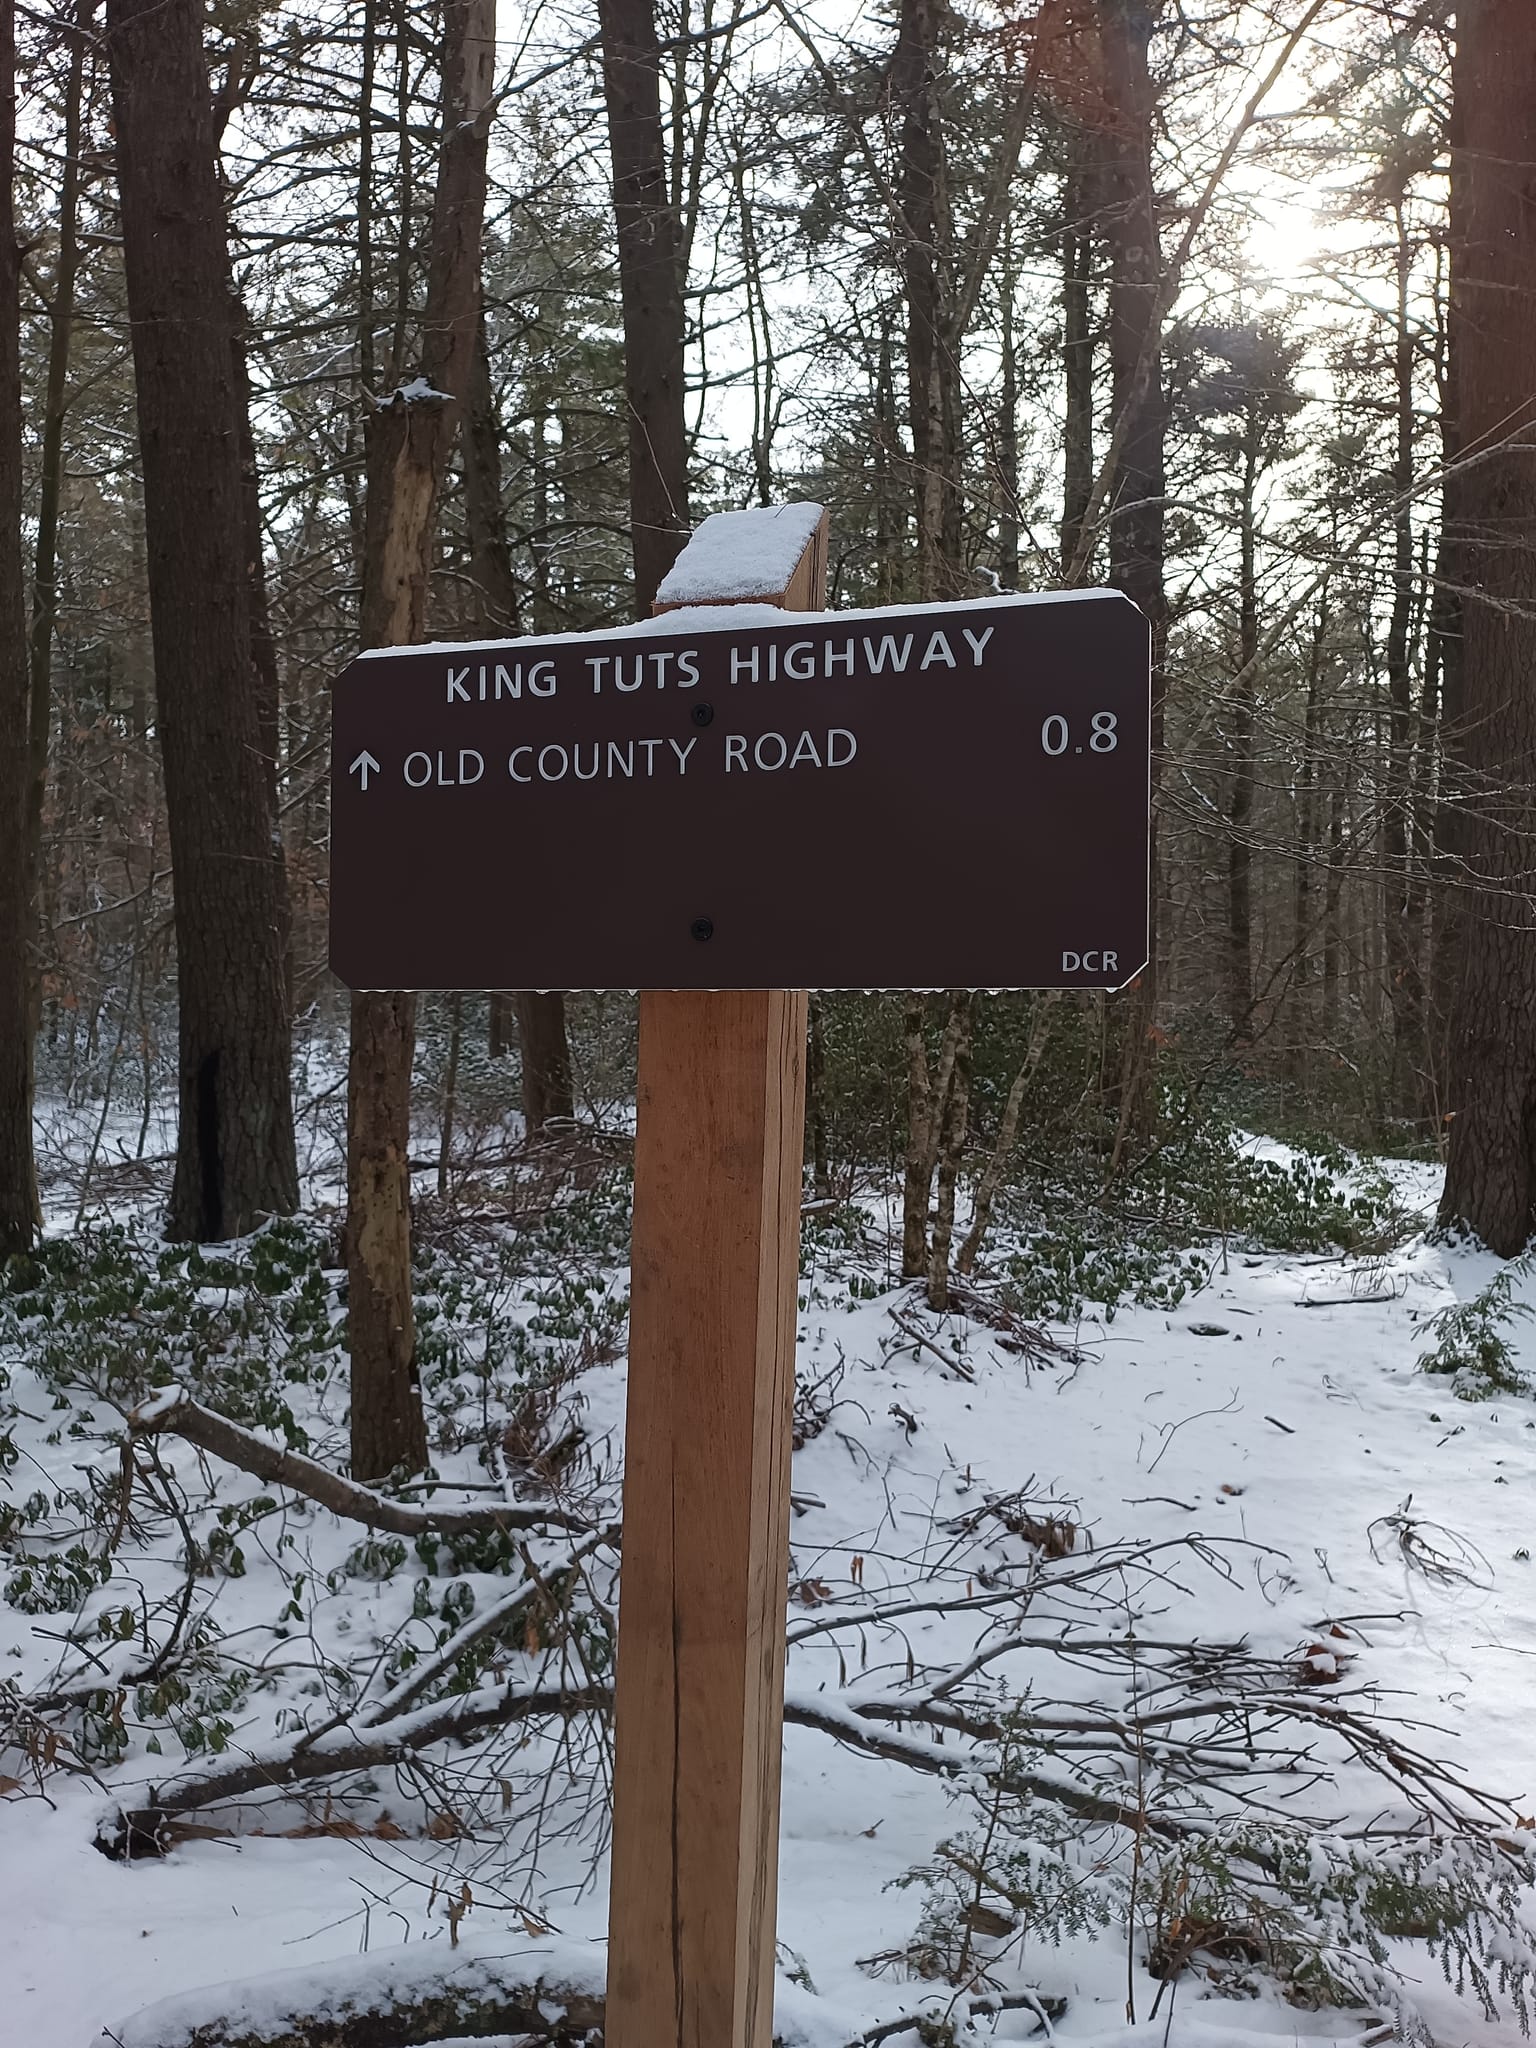 KING TUTS HIGHWAY
↑ OLD COUNTY ROAD 0.8
DCR